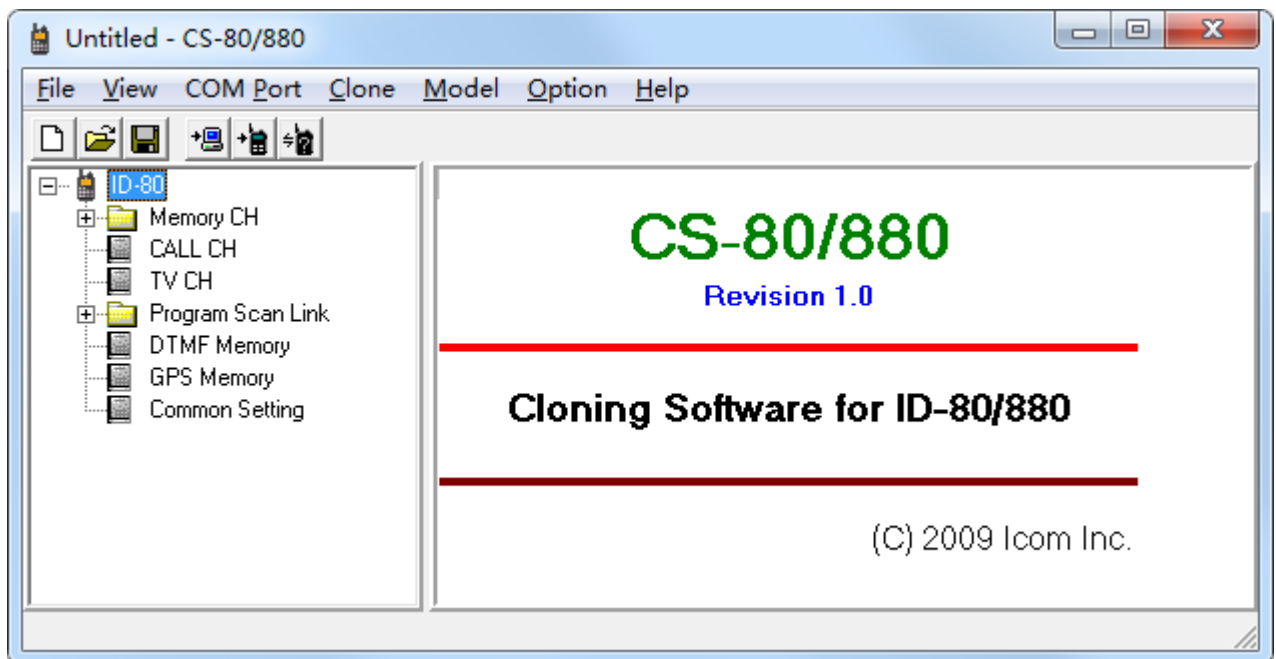 Untitled - CS-80/880
File View COM Port Clone Model Option Help
ID-80
Memory CH
CALL CH
TV CH
Program Scan Link
DTMF Memory
GPS Memory
Common Setting
CS-80/880
Revision 1.0
Cloning Software for ID-80/880
(C) 2009 Icom Inc.